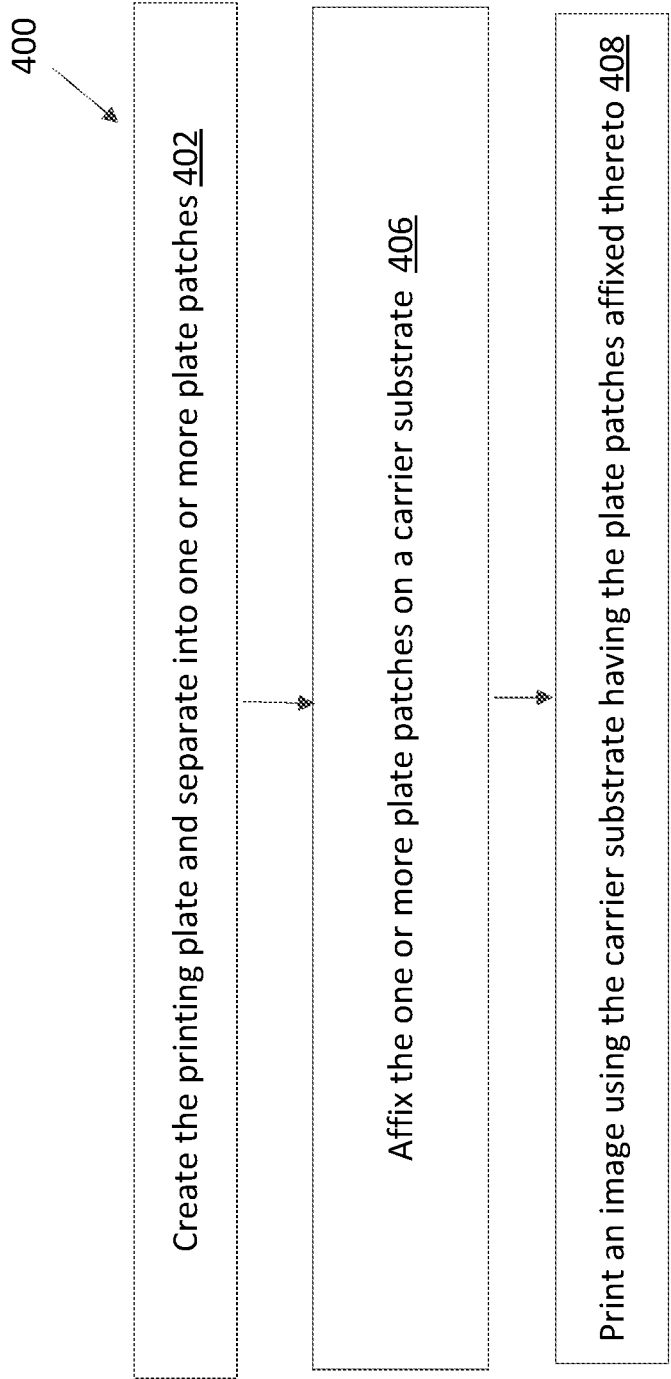 400
Create the printing plate and separate into one or more plate patches 402
Affix the one or more plate patches on a carrier substrate 406
Print an image using the carrier substrate having the plate patches affixed thereto 408